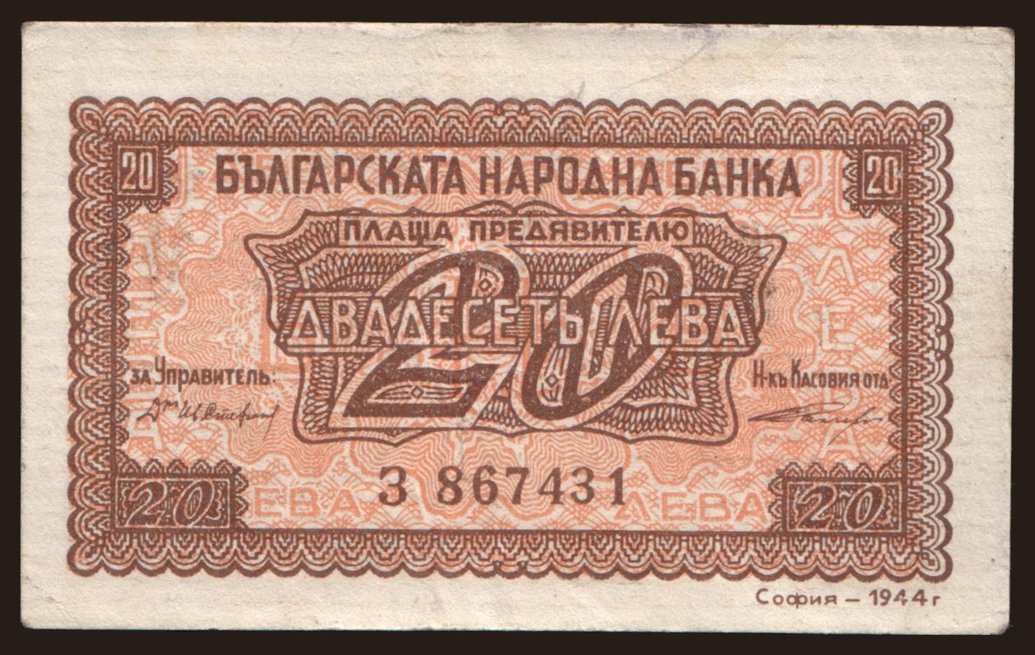 20 БЪЛГАРСКАТА НАРОДНА БАНКА 20
ПЛАЩА ПРЕДЯВИТЕЛЮ
20
ДВАДЕСЕТЬ ЛЕВА
за Управитель:
Н-къ Касовия отд.
З 867431
20 ЛЕВА ЛЕВА 20
София – 1944 г